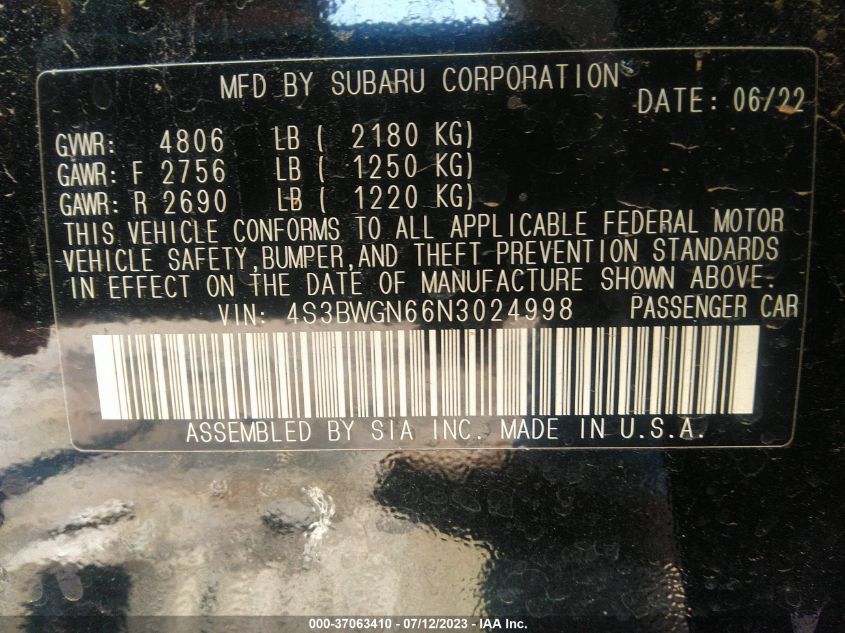 MFD BY SUBARU CORPORATION
DATE: 06/22
GVWR: 4806 LB ( 2180 KG)
GAWR: F 2756 LB ( 1250 KG)
GAWR: R 2690 LB ( 1220 KG)
THIS VEHICLE CONFORMS TO ALL APPLICABLE FEDERAL MOTOR
VEHICLE SAFETY,BUMPER,AND THEFT PREVENTION STANDARDS
IN EFFECT ON THE DATE OF MANUFACTURE SHOWN ABOVE.
VIN: 4S3BWGN66N3024998 PASSENGER CAR
ASSEMBLED BY SIA INC. MADE IN U.S.A.
000-37063410 - 07/12/2023 - IAA Inc.